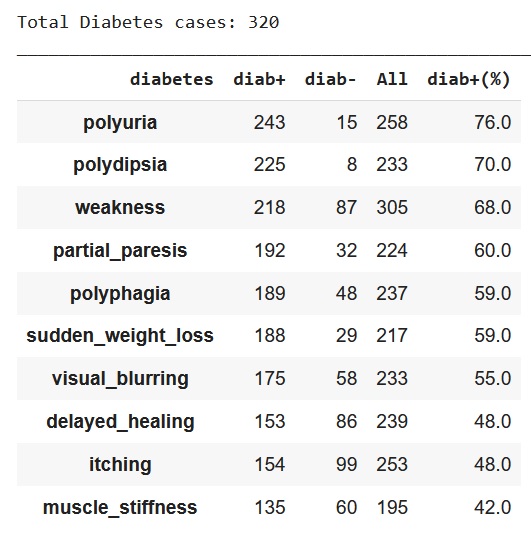 Total Diabetes cases: 320
diabetes diab+ diab- All diab+(%)
polyuria 243 15 258 76.0
polydipsia 225 8 233 70.0
weakness 218 87 305 68.0
partial_paresis 192 32 224 60.0
polyphagia 189 48 237 59.0
sudden_weight_loss 188 29 217 59.0
visual_blurring 175 58 233 55.0
delayed_healing 153 86 239 48.0
itching 154 99 253 48.0
muscle_stiffness 135 60 195 42.0